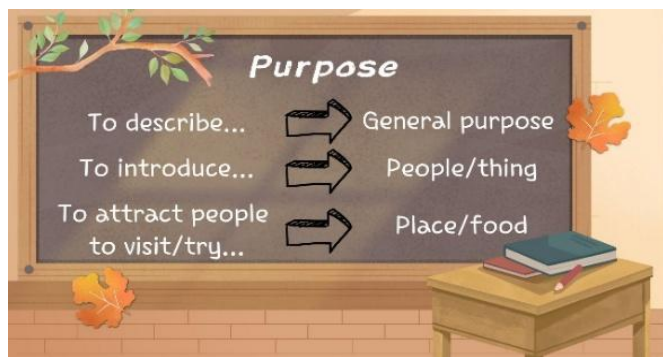 Purpose
To describe...
General purpose
To introduce...
People/thing
To attract people
to visit/try...
Place/food